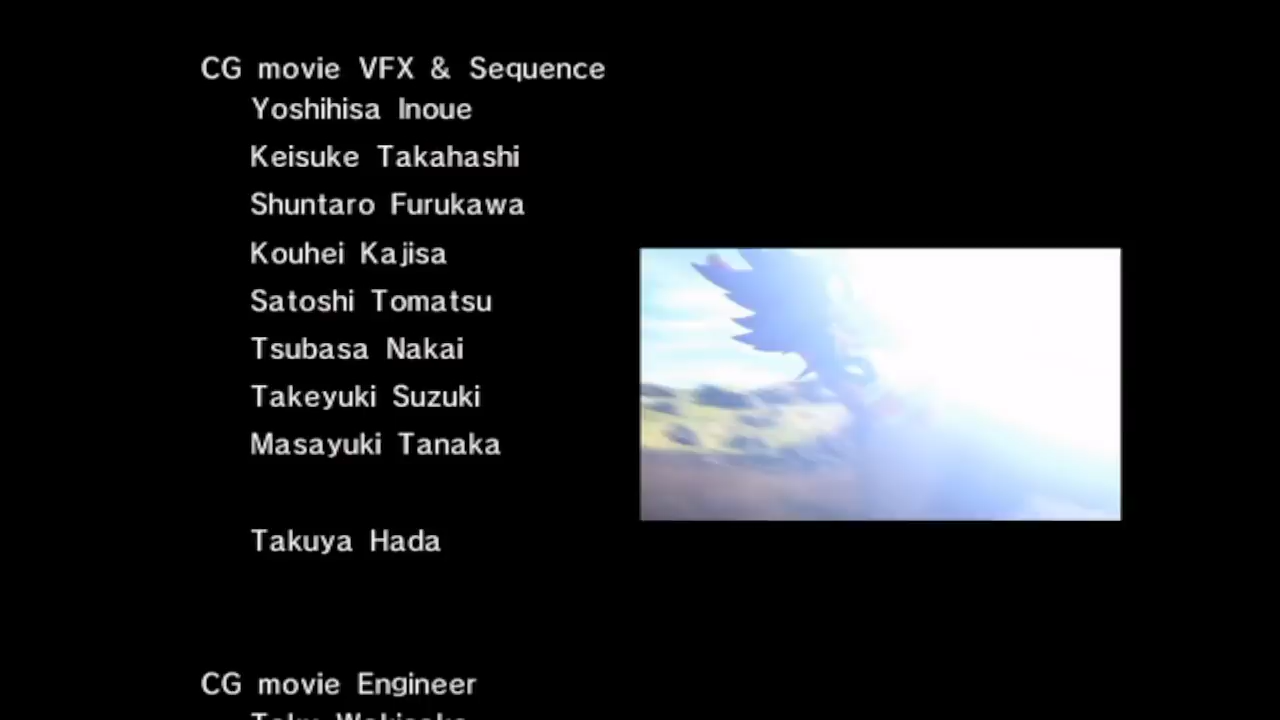 CG movie VFX & Sequence
Yoshihisa Inoue
Keisuke Takahashi
Shuntaro Furukawa
Kouhei Kajisa
Satoshi Tomatsu
Tsubasa Nakai
Takeyuki Suzuki
Masayuki Tanaka
Takuya Hada
CG movie Engineer